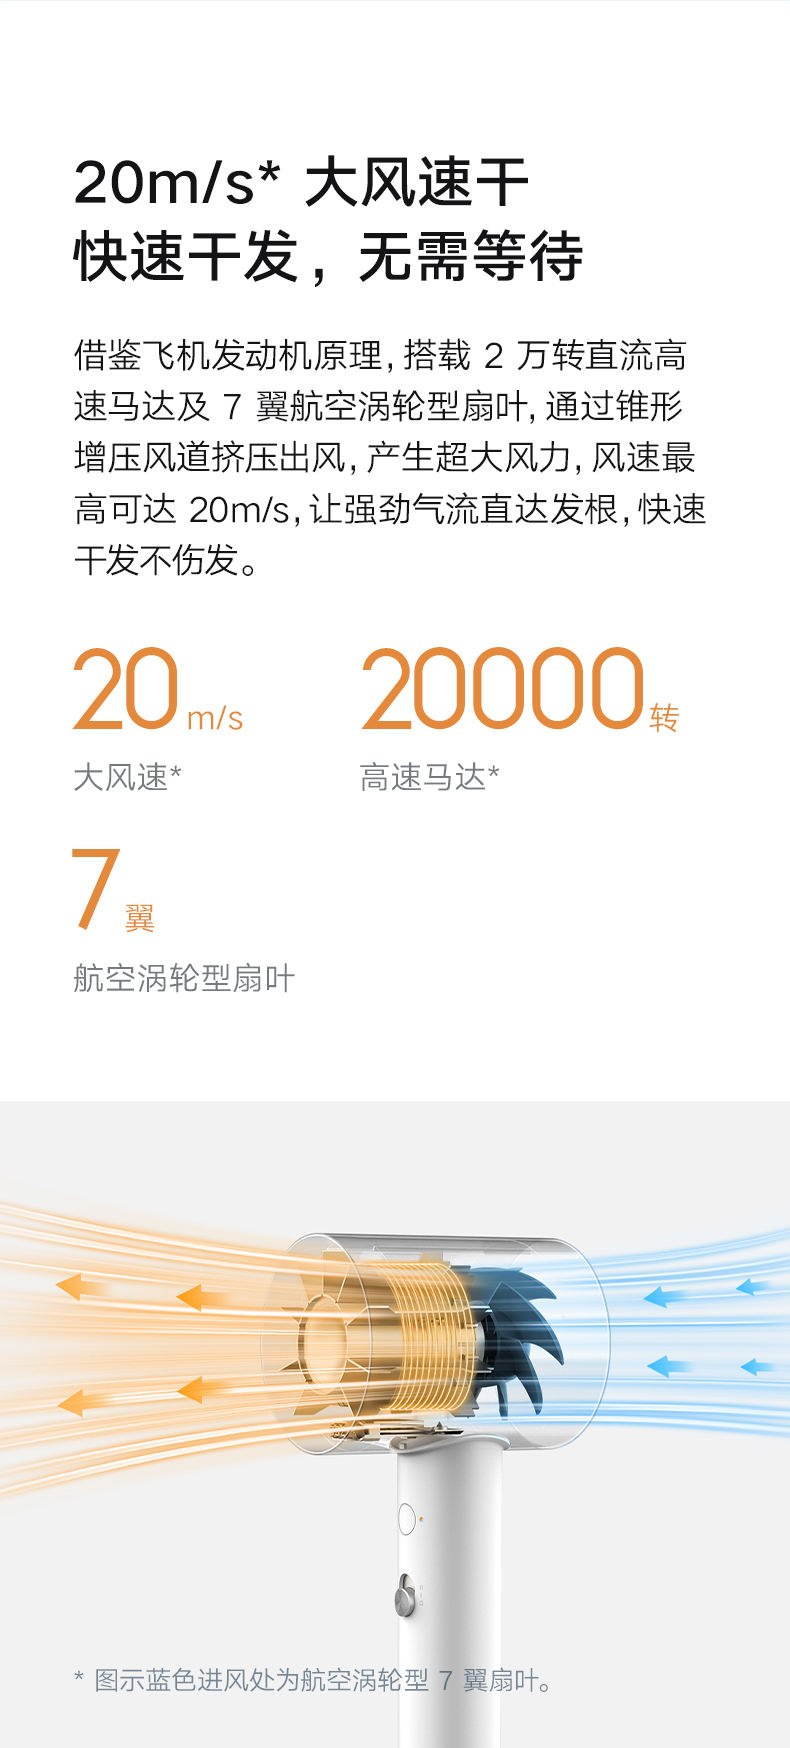 20m/s* 大风速干
快速干发，无需等待
借鉴飞机发动机原理，搭载 2 万转直流高
速马达及 7 翼航空涡轮型扇叶，通过锥形
增压风道挤压出风，产生超大风力，风速最
高可达 20m/s，让强劲气流直达发根，快速
干发不伤发。
20 m/s
大风速*
20000 转
高速马达*
7 翼
航空涡轮型扇叶
* 图示蓝色进风处为航空涡轮型 7 翼扇叶。